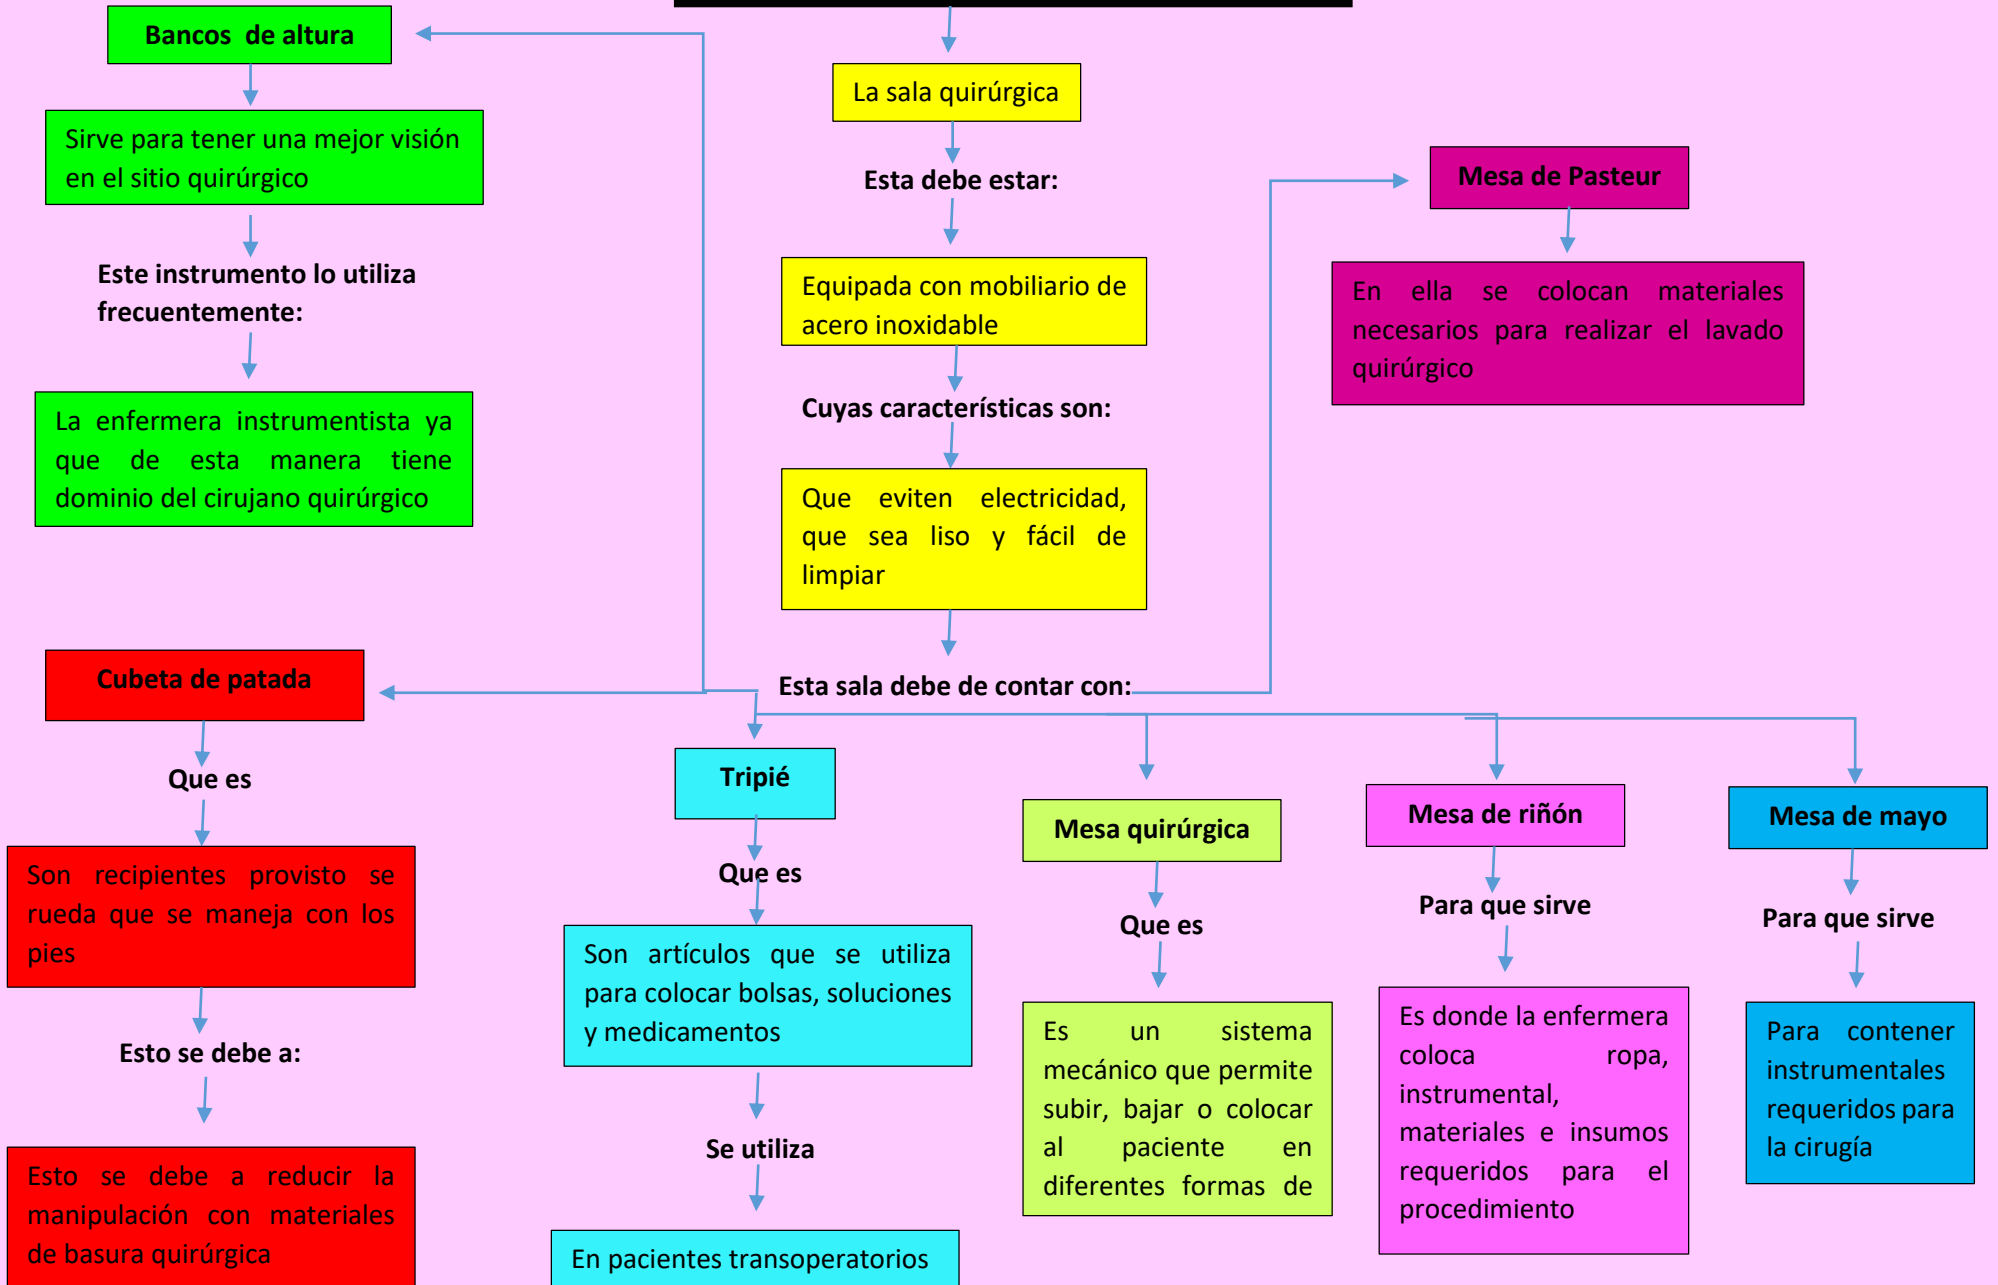 Bancos  de altura
Sirve para tener una mejor visión
en el sitio quirúrgico
Este instrumento lo utiliza
frecuentemente:
La enfermera instrumentista ya
que de esta manera tiene
dominio del cirujano quirúrgico
La sala quirúrgica
Esta debe estar:
Equipada con mobiliario de
acero inoxidable
Cuyas características son:
Que eviten electricidad,
que sea liso y fácil de
limpiar
Esta sala debe de contar con:
Mesa de Pasteur
En ella se colocan materiales
necesarios para realizar el lavado
quirúrgico
Cubeta de patada
Que es
Son recipientes provisto se
rueda que se maneja con los
pies
Esto se debe a:
Esto se debe a reducir la
manipulación con materiales
de basura quirúrgica
Tripié
Que es
Son artículos que se utiliza
para colocar bolsas, soluciones
y medicamentos
Se utiliza
En pacientes transoperatorios
Mesa quirúrgica
Que es
Es un sistema
mecánico que permite
subir, bajar o colocar
al paciente en
diferentes formas de
Mesa de riñón
Para que sirve
Es donde la enfermera
coloca ropa,
instrumental,
materiales e insumos
requeridos para el
procedimiento
Mesa de mayo
Para que sirve
Para contener
instrumentales
requeridos para
la cirugía